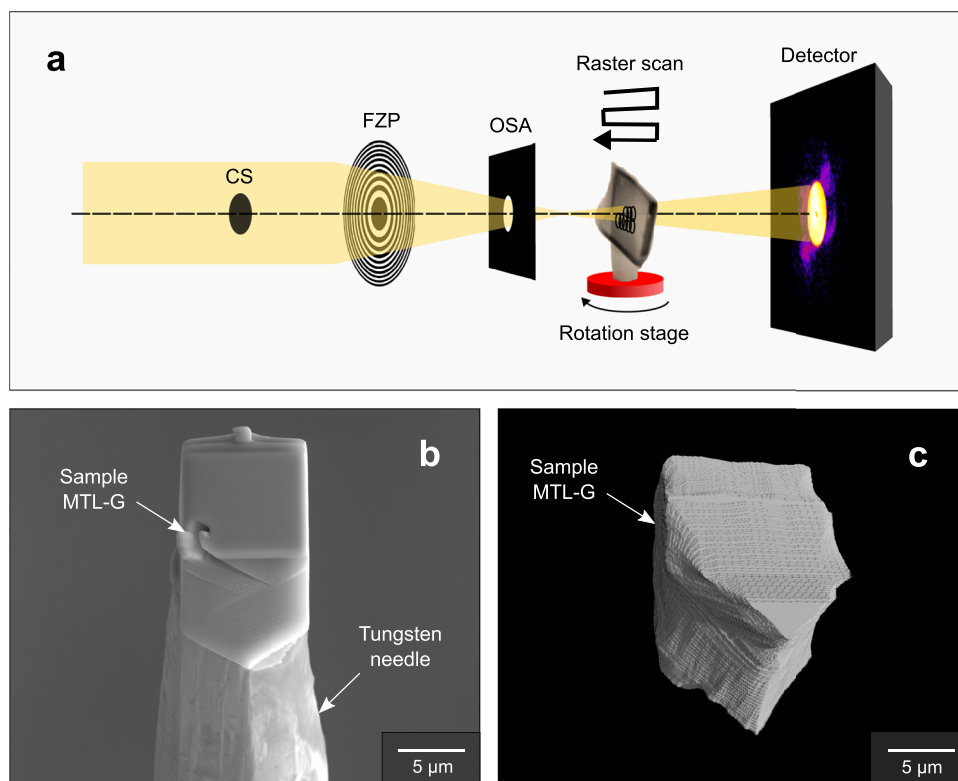 a
CS
FZP
OSA
Raster scan
Detector
Rotation stage
b
Sample
MTL-G
Tungsten
needle
5 μm
c
Sample
MTL-G
5 μm